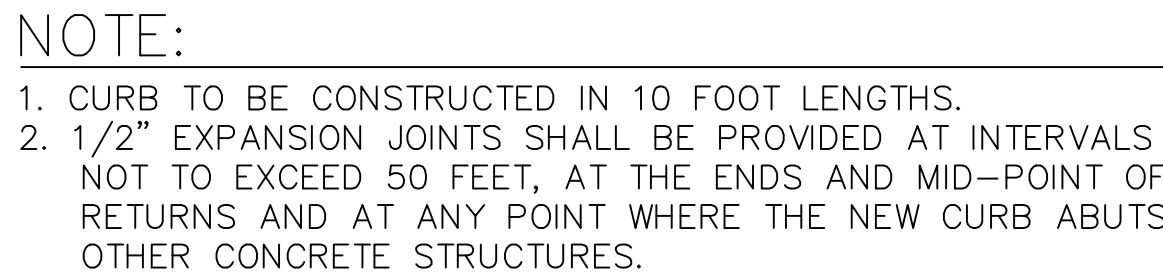 NOTE:
1. CURB TO BE CONSTRUCTED IN 10 FOOT LENGTHS.
2. 1/2” EXPANSION JOINTS SHALL BE PROVIDED AT INTERVALS
NOT TO EXCEED 50 FEET, AT THE ENDS AND MID–POINT OF
RETURNS AND AT ANY POINT WHERE THE NEW CURB ABUTS
OTHER CONCRETE STRUCTURES.